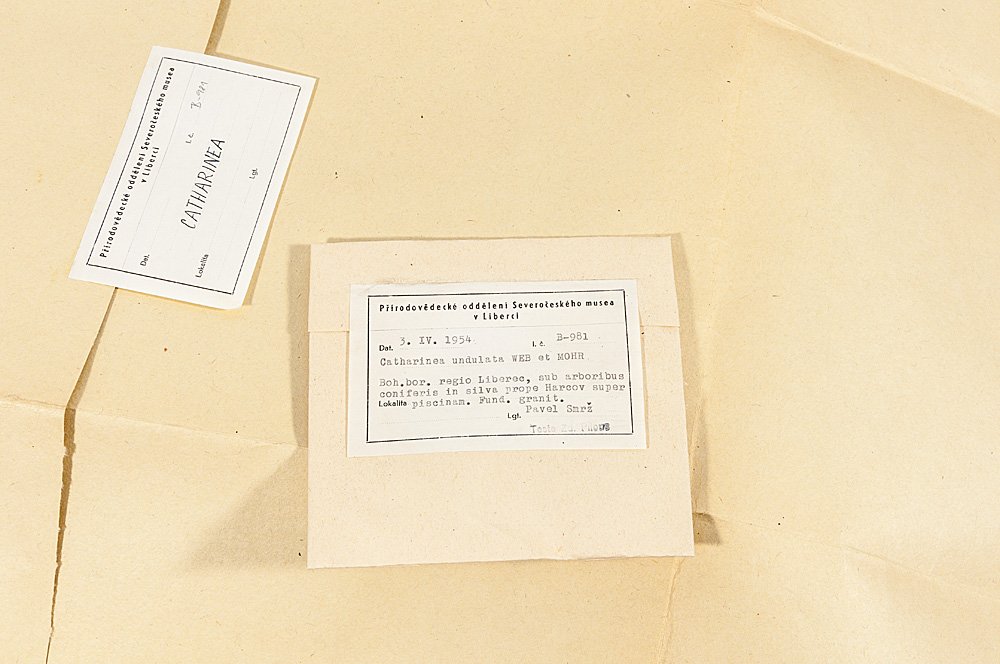 Přírodovědecké oddělení Severočeského musea
v Liberci
I. č. B-981
Dat.
CATHARINEA
Lokalita
Lgt.
Přírodovědecké oddělení Severočeského musea
v Liberci
Dat. 3. IV. 1954 I. č. B-981
Catharinea undulata WEB et MOHR
Boh.bor. regio Liberec, sub arboribus
coniferis in silva prope Harcov super
Lokalita piscinam. Fund. granit.
Lgt. Pavel Smrž